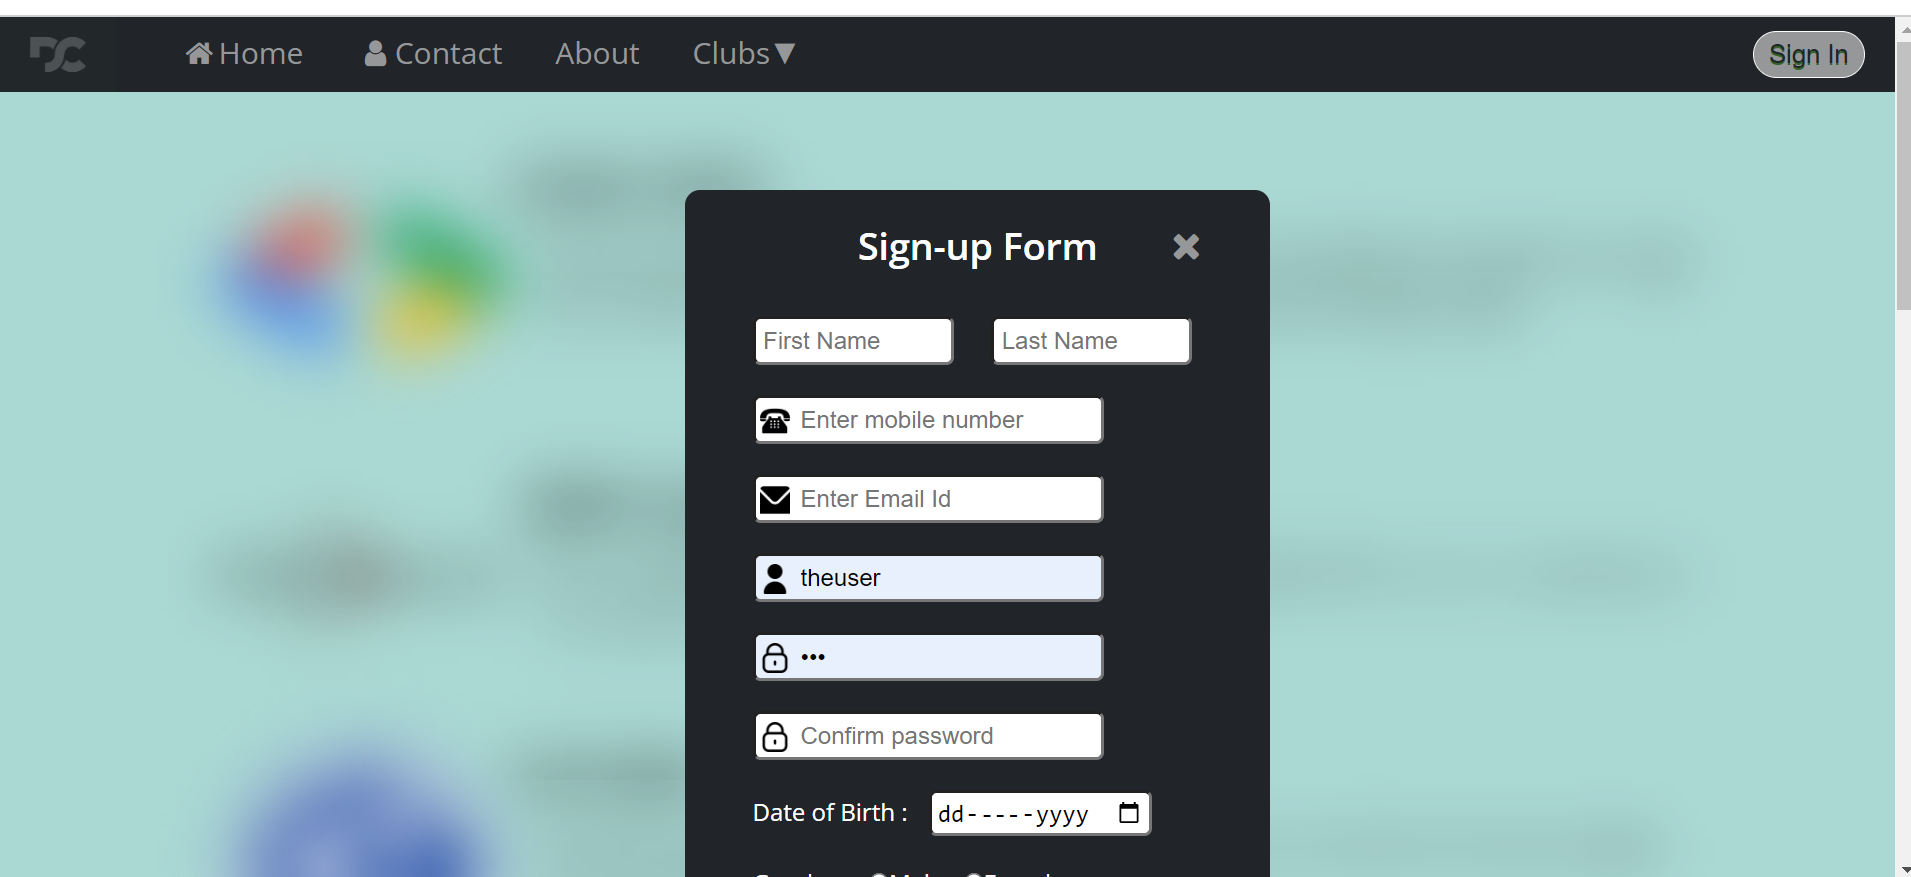 DC Home Contact About Clubs▼ Sign In
Sign-up Form
First Name Last Name
Enter mobile number
Enter Email Id
theuser
•••
Confirm password
Date of Birth : dd-----yyyy